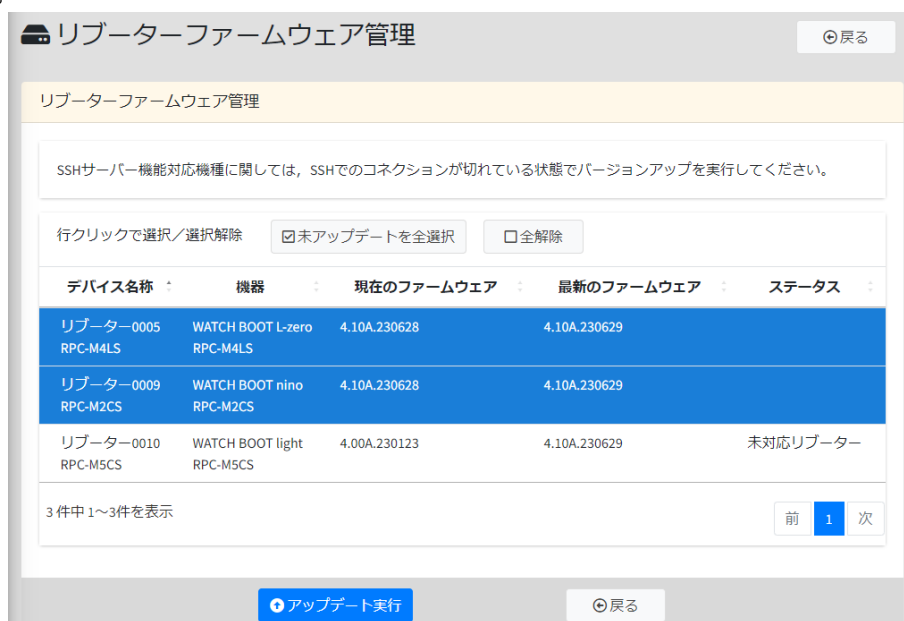 リブーターファームウェア管理
戻る
リブーターファームウェア管理
SSHサーバー機能対応機種に関しては，SSHでのコネクションが切れている状態でバージョンアップを実行してください。
行クリックで選択／選択解除 未アップデートを全選択 全解除
デバイス名称 機器 現在のファームウェア 最新のファームウェア ステータス
リブーター0005 WATCH BOOT L-zero 4.10A.230628 4.10A.230629
RPC-M4LS RPC-M4LS
リブーター0009 WATCH BOOT nino 4.10A.230628 4.10A.230629
RPC-M2CS RPC-M2CS
リブーター0010 WATCH BOOT light 4.00A.230123 4.10A.230629 未対応リブーター
RPC-M5CS RPC-M5CS
3 件中 1〜3件を表示
前 1 次
アップデート実行 戻る